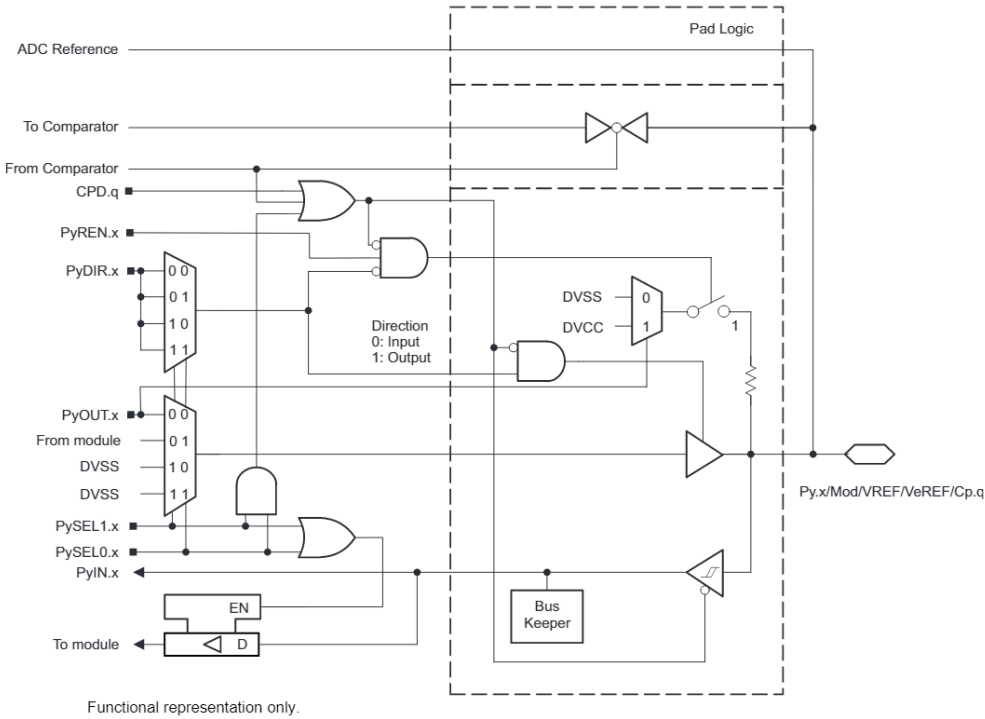 Pad Logic
ADC Reference
To Comparator
From Comparator
CPD.q
PyREN.x
PyDIR.x
0 0
0 1
1 0
1 1
Direction
0: Input
1: Output
DVSS
0
DVCC
1
1
PyOUT.x
0 0
From module
0 1
DVSS
1 0
DVSS
1 1
Py.x/Mod/VREF/VeREF/Cp.q
PySEL1.x
PySEL0.x
PyIN.x
EN
Bus
Keeper
To module
D
Functional representation only.